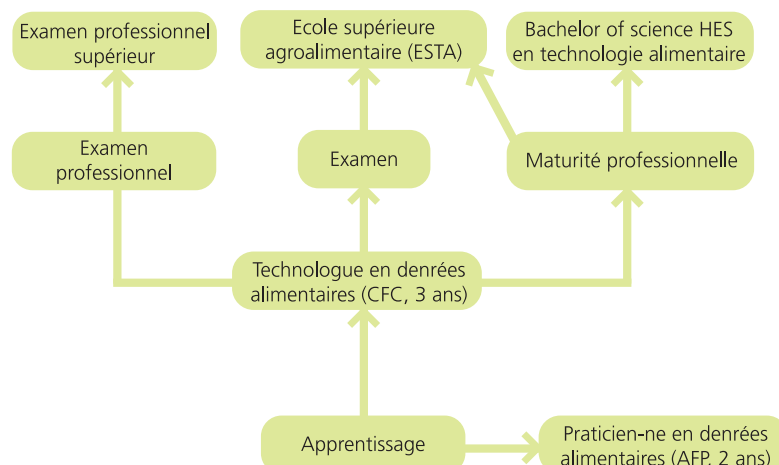 Examen professionnel
supérieur
Ecole supérieure
agroalimentaire (ESTA)
Bachelor of science HES
en technologie alimentaire
Examen
professionnel
Examen
Maturité professionnelle
Technologue en denrées
alimentaires (CFC, 3 ans)
Apprentissage
Praticien-ne en denrées
alimentaires (AFP, 2 ans)